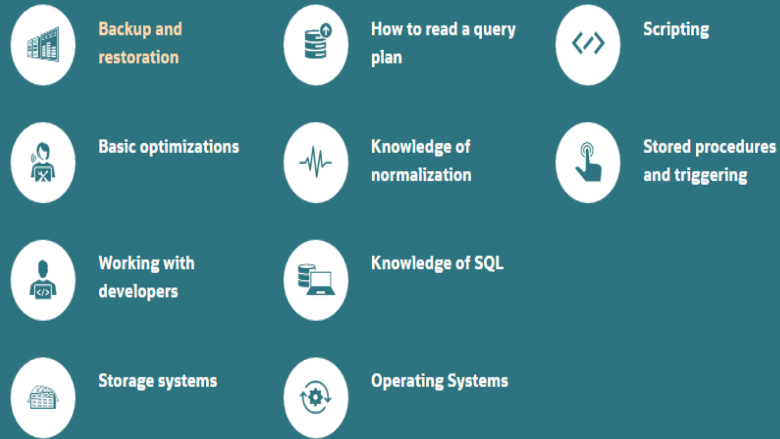 Backup and
restoration
How to read a query
plan
Scripting
Basic optimizations
Knowledge of
normalization
Stored procedures
and triggering
Working with
developers
Knowledge of SQL
Storage systems
Operating Systems